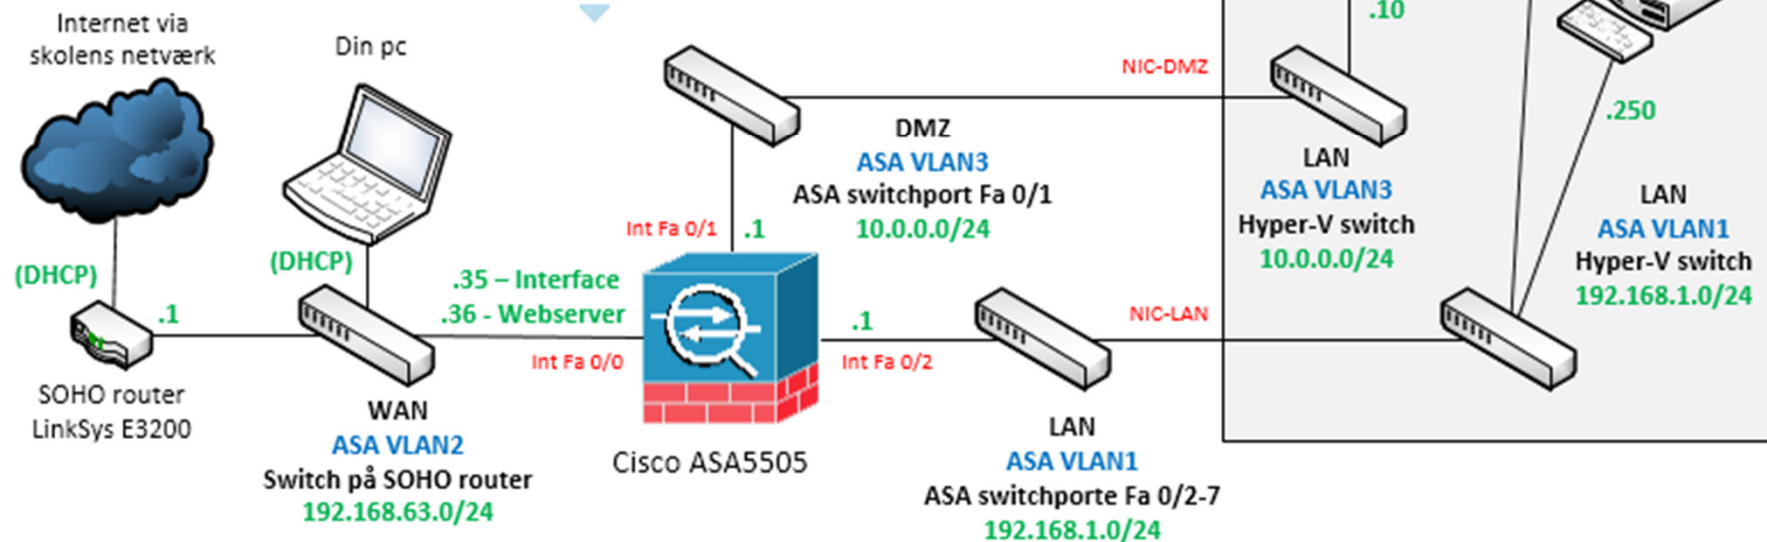 Internet via
skolens netværk
Din pc
(DHCP)
(DHCP)
.1
SOHO router
LinkSys E3200
WAN
ASA VLAN2
Switch på SOHO router
192.168.63.0/24
.35 – Interface
.36 - Webserver
Int Fa 0/0
Int Fa 0/1
.1
DMZ
ASA VLAN3
ASA switchport Fa 0/1
10.0.0.0/24
Cisco ASA5505
.1
Int Fa 0/2
LAN
ASA VLAN1
ASA switchporte Fa 0/2-7
192.168.1.0/24
NIC-DMZ
NIC-LAN
.10
LAN
ASA VLAN3
Hyper-V switch
10.0.0.0/24
.250
LAN
ASA VLAN1
Hyper-V switch
192.168.1.0/24